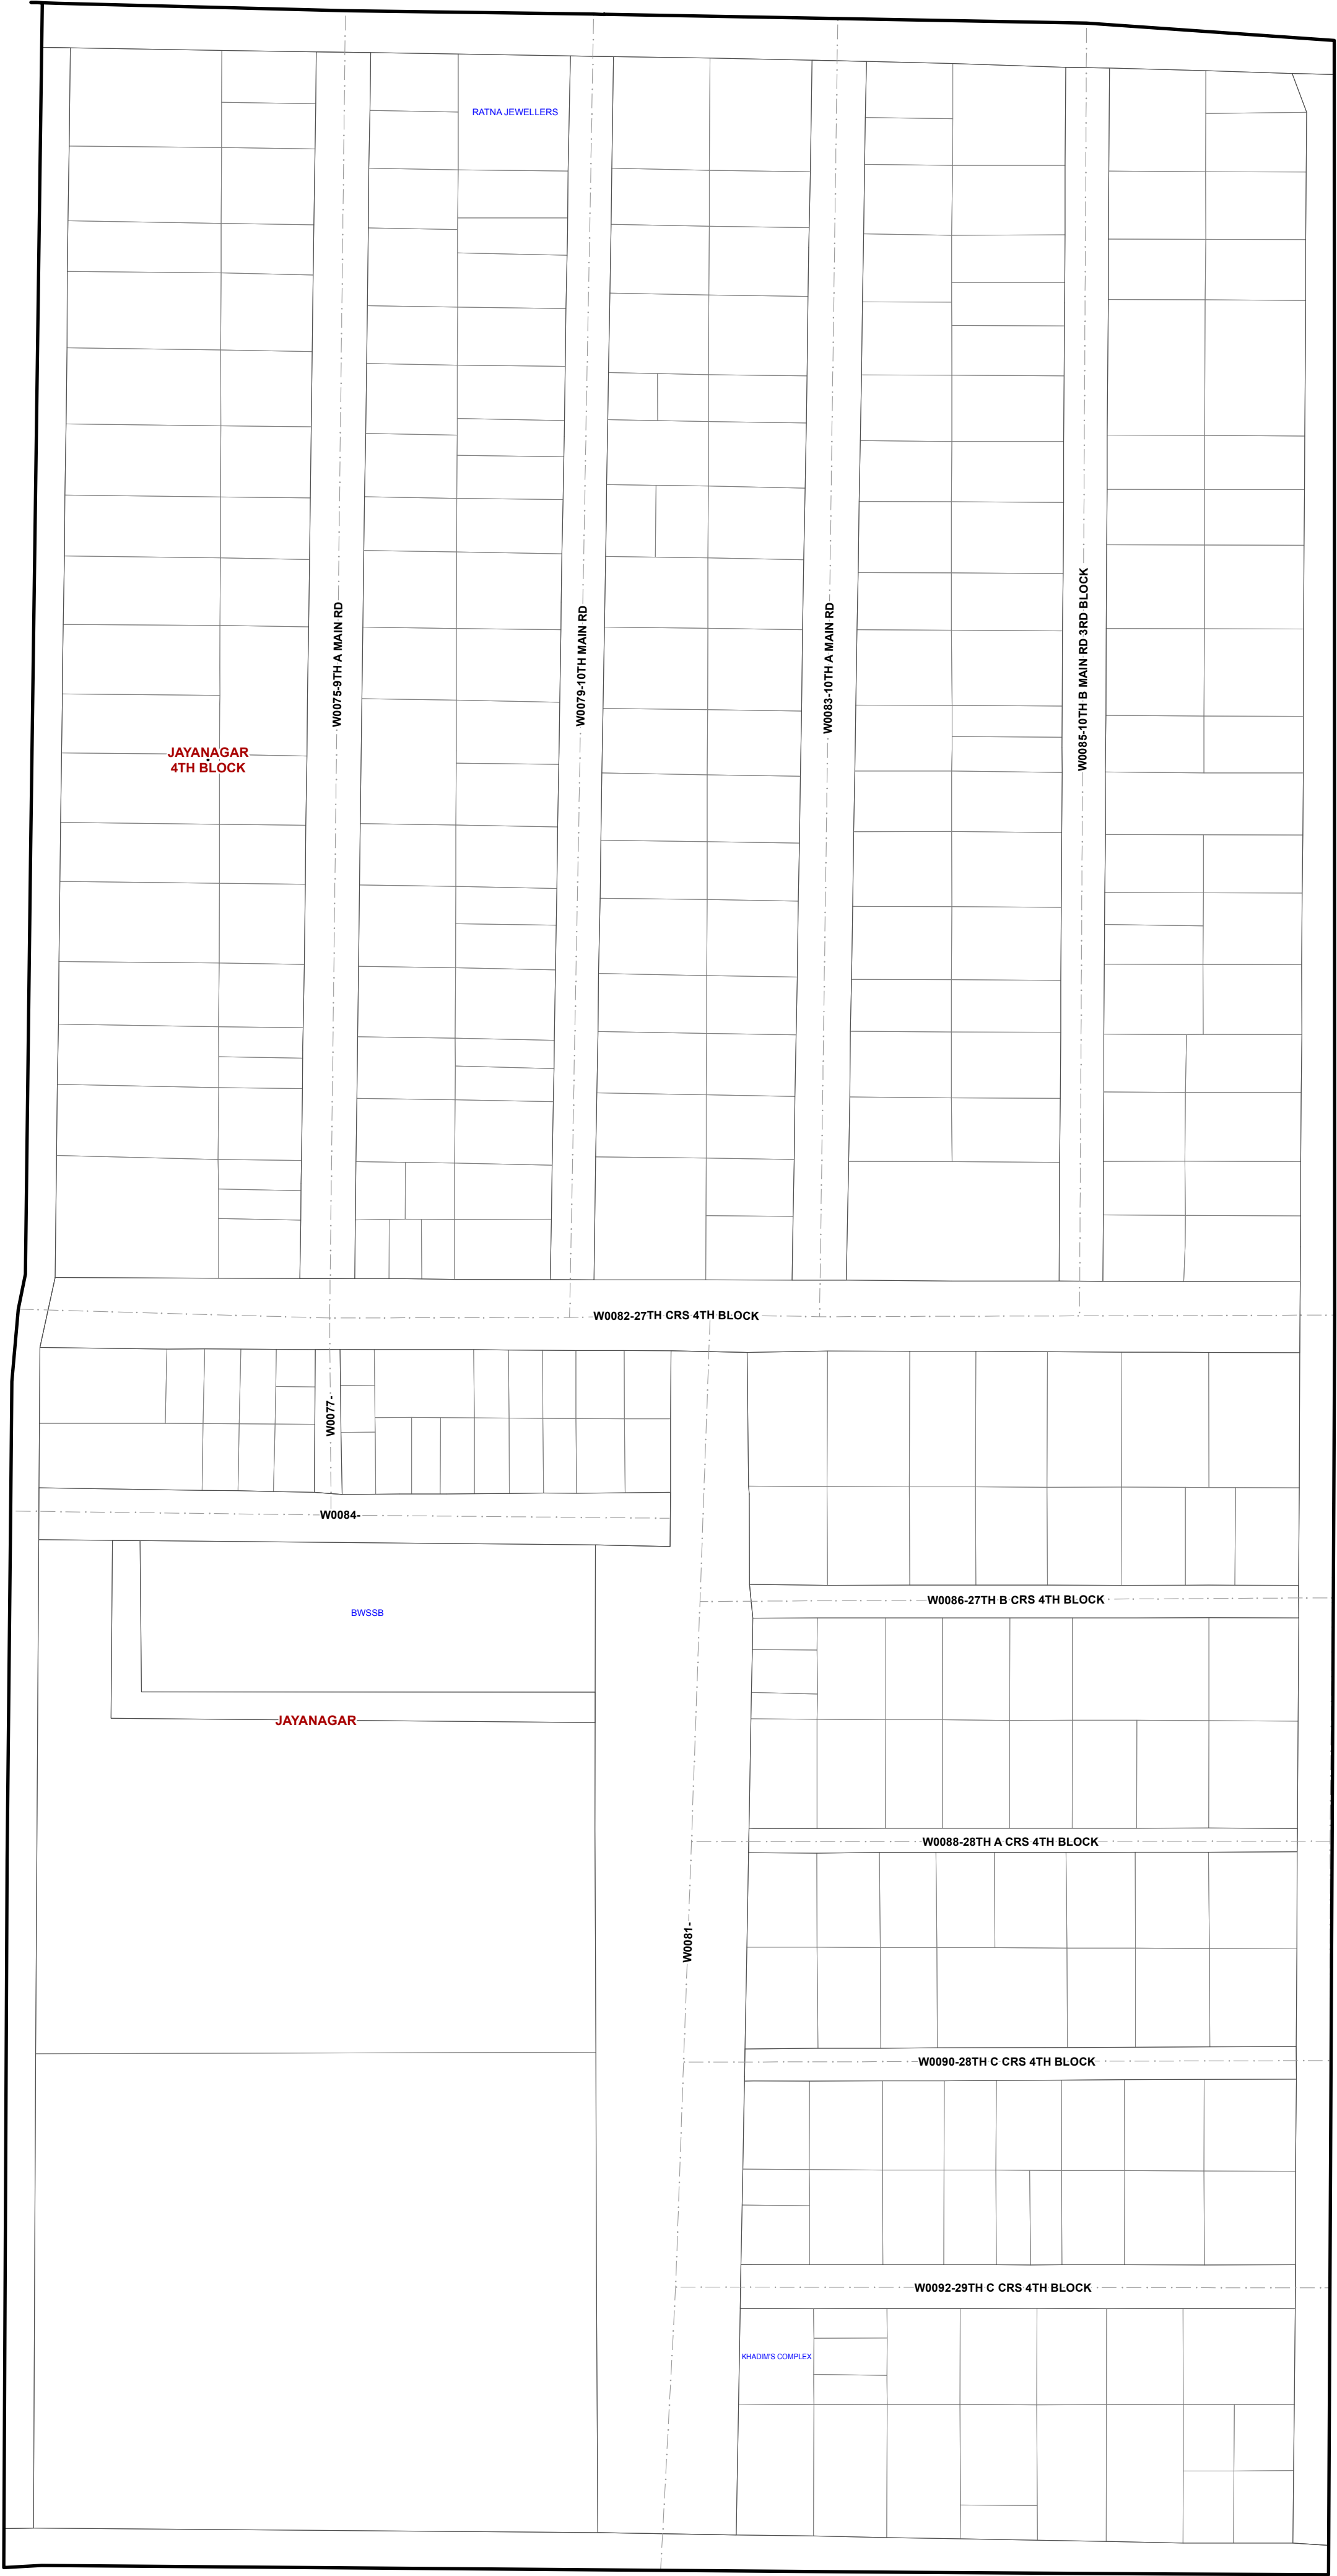 RATNA JEWELLERS
W0075-9TH A MAIN RD
W0079-10TH MAIN RD
W0083-10TH A MAIN RD
W0085-10TH B MAIN RD 3RD BLOCK
JAYANAGAR
4TH BLOCK
W0082-27TH CRS 4TH BLOCK
W0077-
W0084-
W0086-27TH B CRS 4TH BLOCK
BWSSB
JAYANAGAR
W0088-28TH A CRS 4TH BLOCK
W0081-
W0090-28TH C CRS 4TH BLOCK
W0092-29TH C CRS 4TH BLOCK
KHADIM'S COMPLEX